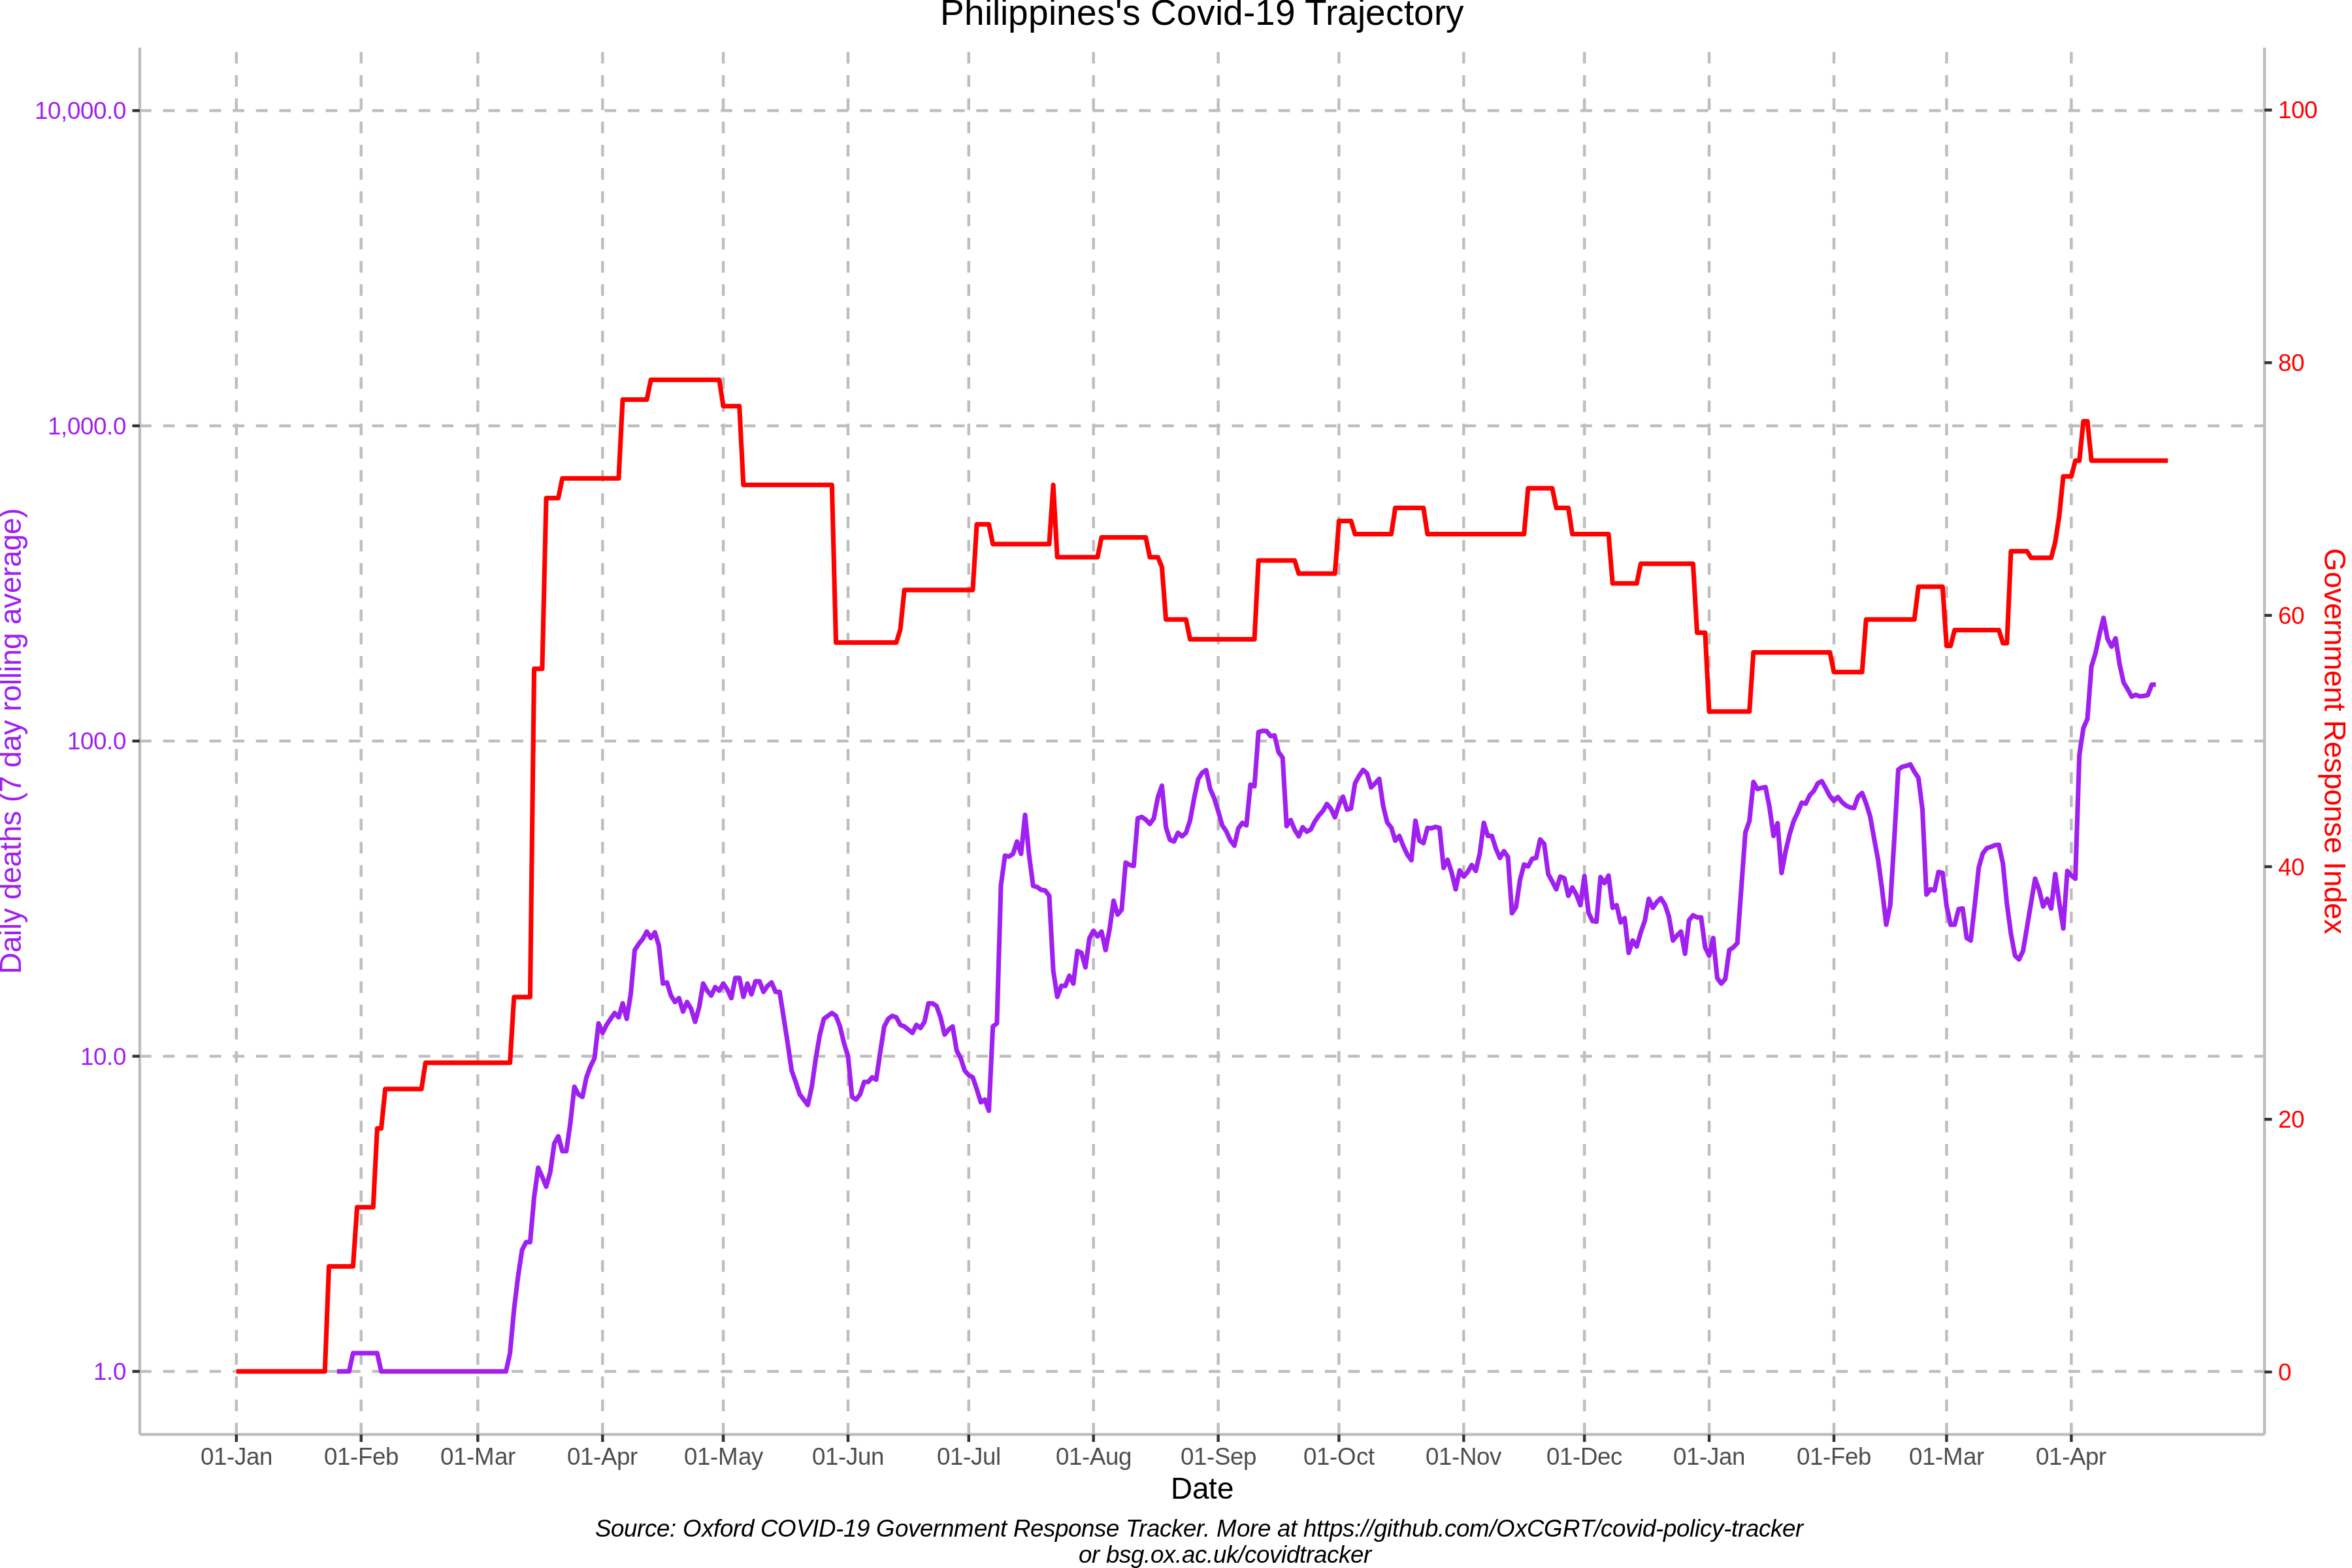 Philippines's Covid-19 Trajectory
10,000.0
1,000.0
100.0
10.0
1.0
Daily deaths (7 day rolling average)
100
80
60
40
20
0
Government Response Index
01-Jan 01-Feb 01-Mar 01-Apr 01-May 01-Jun 01-Jul 01-Aug 01-Sep 01-Oct 01-Nov 01-Dec 01-Jan 01-Feb 01-Mar 01-Apr
Date
Source: Oxford COVID-19 Government Response Tracker. More at https://github.com/OxCGRT/covid-policy-tracker
or bsg.ox.ac.uk/covidtracker